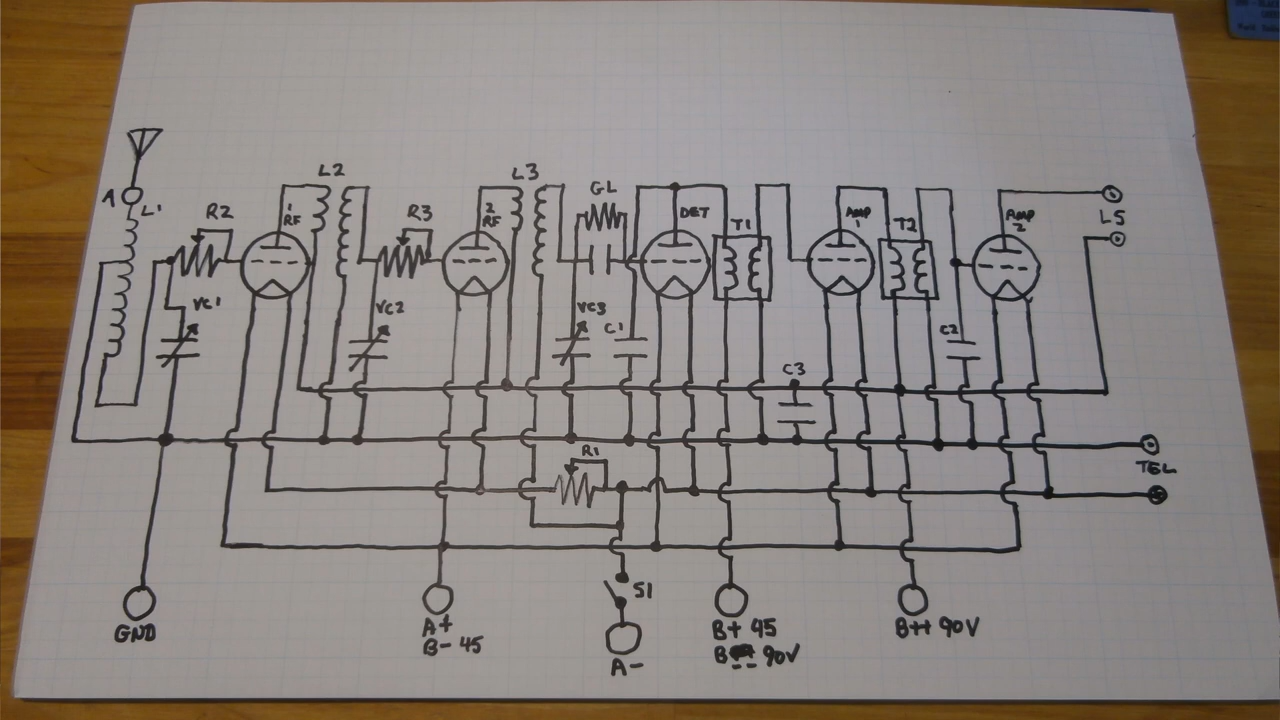 A
L1
R2
1
RF
L2
R3
2
RF
L3
GL
DET
T1
AMP
1
T2
AMP
2
LS
VC1
VC2
VC3
C1
C2
C3
R1
TEL
S1
GND
A+
B- 45
A-
B+ 45
B-- 90V
B++ 90V